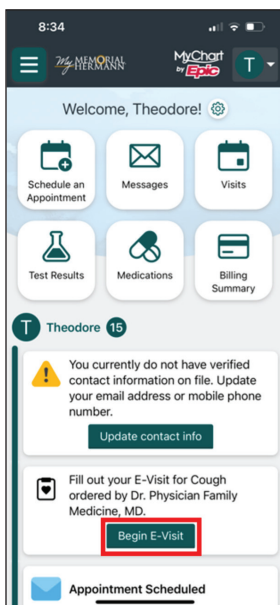 8:34
My MEMORIAL HERMANN
MyChart
by Epic
T
Welcome, Theodore!
Schedule an
Appointment
Messages
Visits
Test Results
Medications
Billing
Summary
T
Theodore 15
You currently do not have verified
contact information on file. Update
your email address or mobile phone
number.
Update contact info
Fill out your E-Visit for Cough
ordered by Dr. Physician Family
Medicine, MD.
Begin E-Visit
Appointment Scheduled